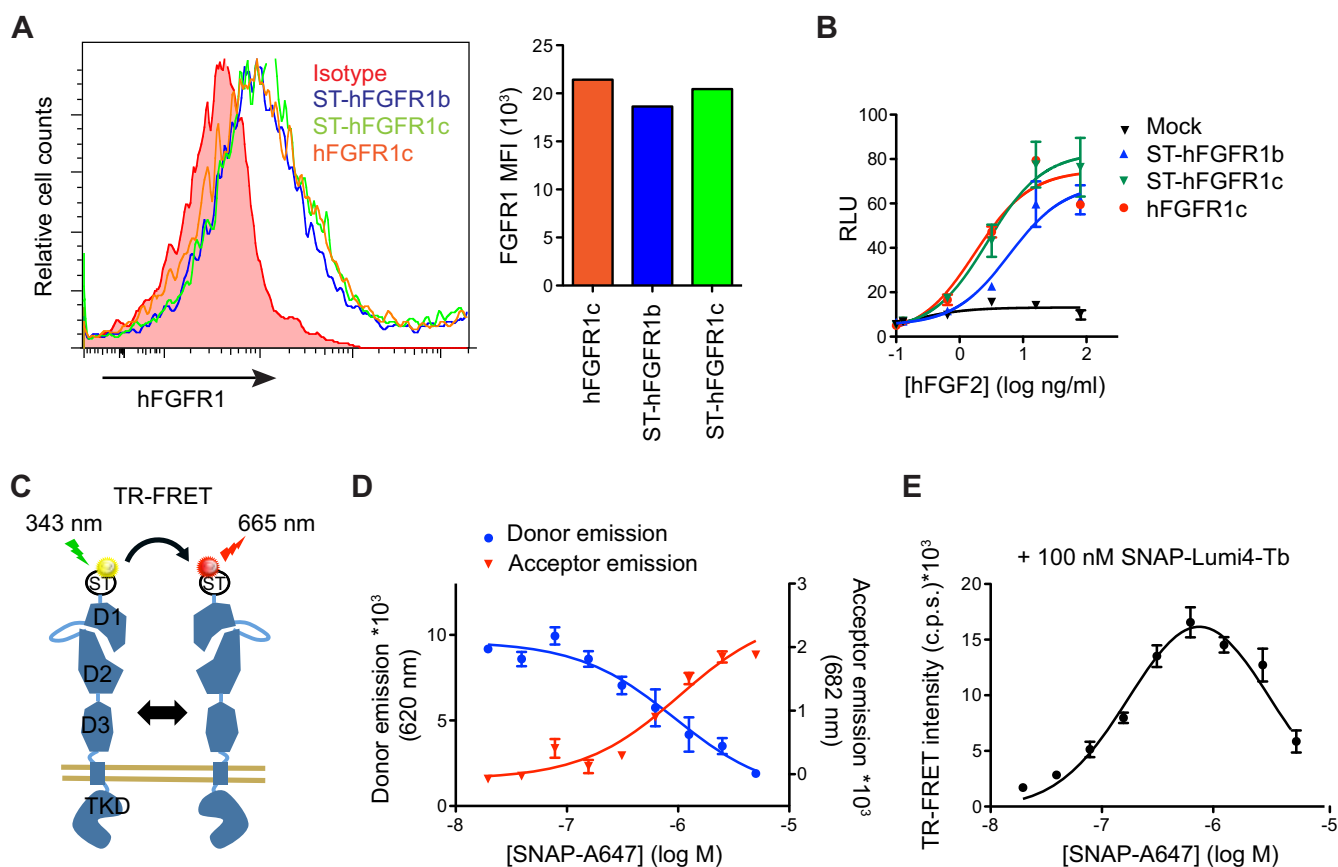 A
Relative cell counts
Isotype
ST-hFGFR1b
ST-hFGFR1c
hFGFR1c
hFGFR1
FGFR1 MFI (10³)
25
20
15
10
5
0
hFGFR1c
ST-hFGFR1b
ST-hFGFR1c
B
RLU
100
80
60
40
20
0
-1 0 1 2
[hFGF2] (log ng/ml)
Mock
ST-hFGFR1b
ST-hFGFR1c
hFGFR1c
C
TR-FRET
343 nm
665 nm
ST
ST
D1
D2
D3
TKD
D
Donor emission
Acceptor emission
Donor emission *10³
(620 nm)
10
5
0
3
2
1
0
Acceptor emission *10³
(682 nm)
-8 -7 -6 -5
[SNAP-A647] (log M)
E
+ 100 nM SNAP-Lumi4-Tb
TR-FRET intensity (c.p.s.)*10³
20
15
10
5
0
-8 -7 -6 -5
[SNAP-A647] (log M)